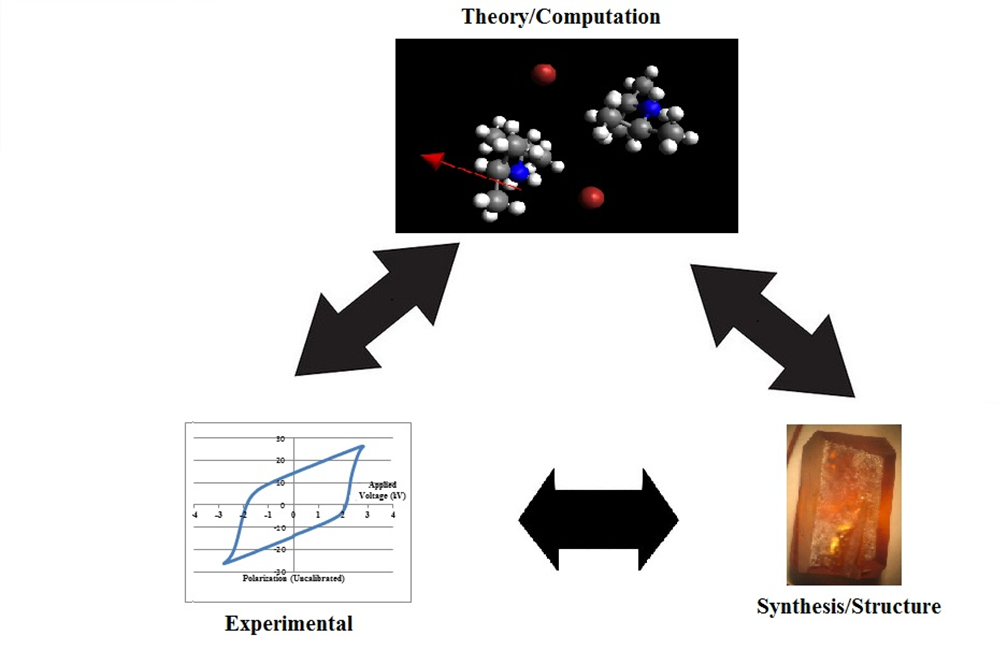 Theory/Computation
30
20
10
0
-10
-20
-30
-4 -3 -2 -1 0 1 2 3 4
Applied
Voltage (kV)
Polarization (Uncalibrated)
Experimental
Synthesis/Structure